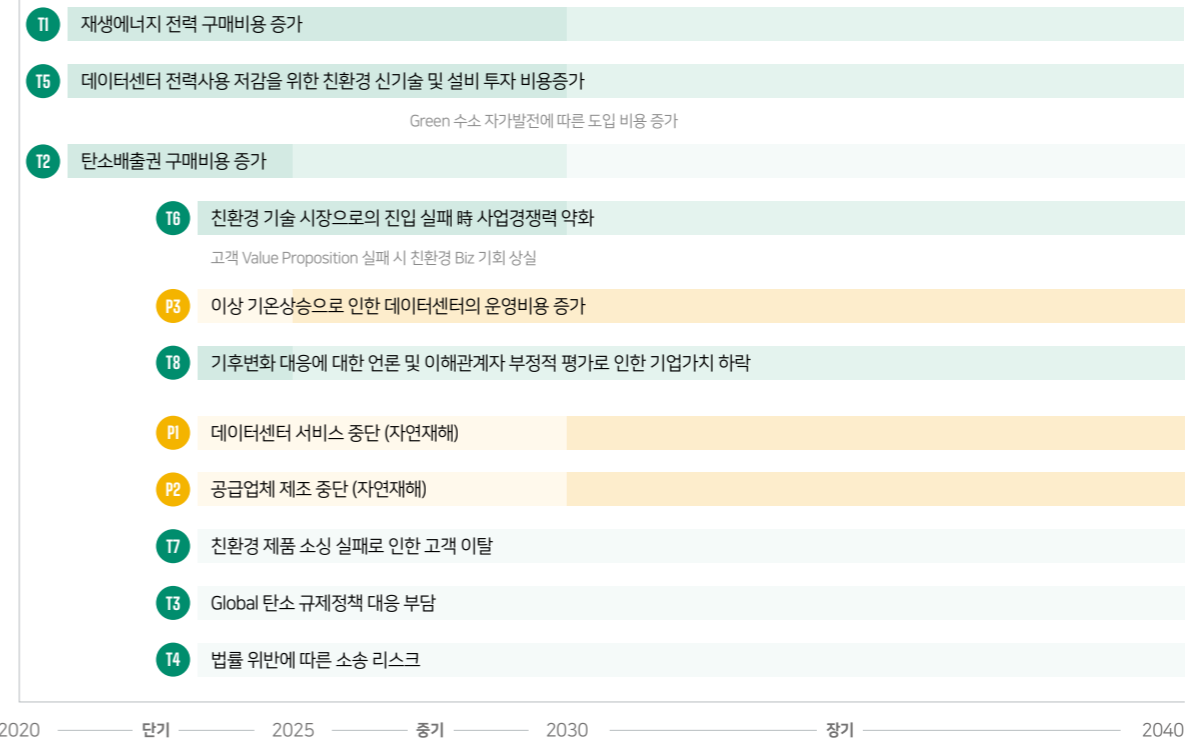 T1 재생에너지 전력 구매비용 증가
T5 데이터센터 전력사용 저감을 위한 친환경 신기술 및 설비 투자 비용증가
Green 수소 자가발전에 따른 도입 비용 증가
T2 탄소배출권 구매비용 증가
T6 친환경 기술 시장으로의 진입 실패 時 사업경쟁력 약화
고객 Value Proposition 실패 시 친환경 Biz 기회 상실
P3 이상 기온상승으로 인한 데이터센터의 운영비용 증가
T8 기후변화 대응에 대한 언론 및 이해관계자 부정적 평가로 인한 기업가치 하락
P1 데이터센터 서비스 중단 (자연재해)
P2 공급업체 제조 중단 (자연재해)
T7 친환경 제품 소싱 실패로 인한 고객 이탈
T3 Global 탄소 규제정책 대응 부담
T4 법률 위반에 따른 소송 리스크
2020 단기 2025 중기 2030 장기 2040